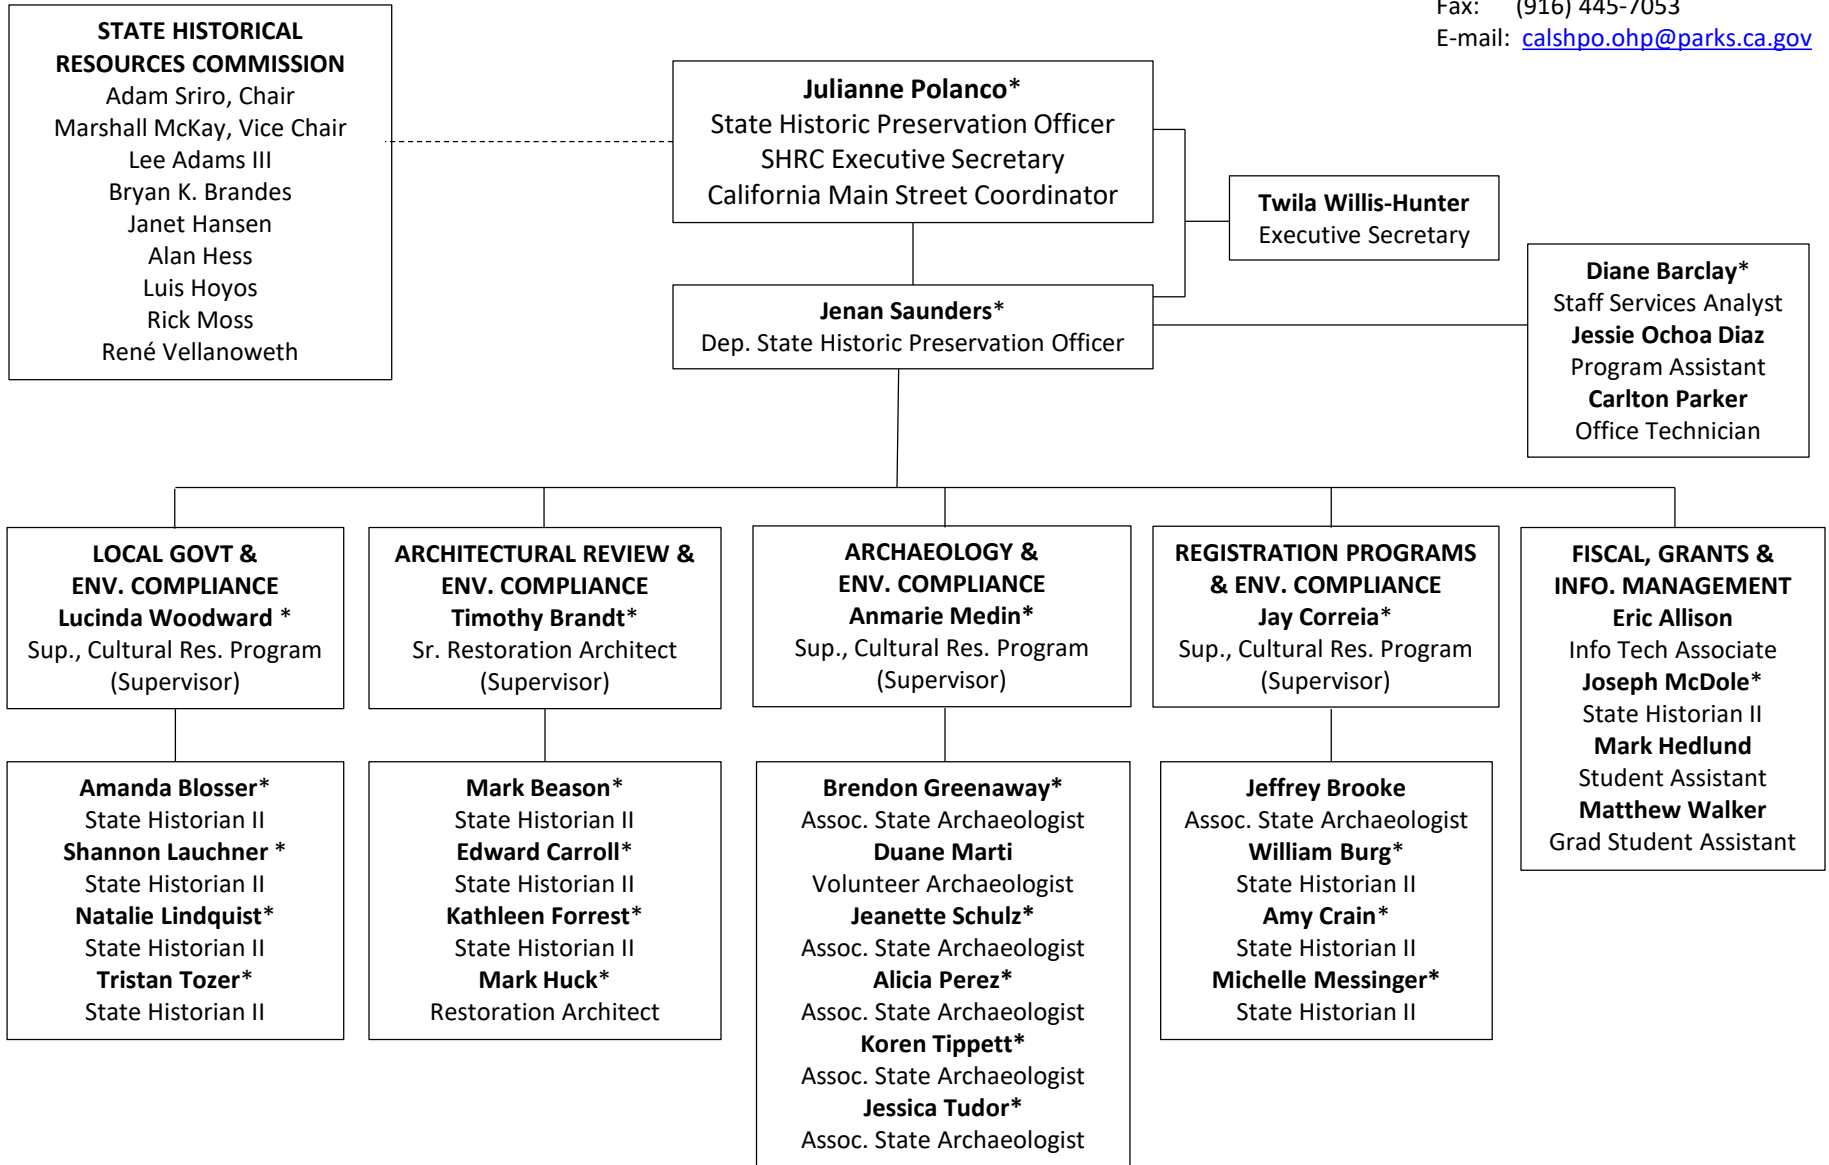 Fax: (916) 445-7053
E-mail: calshpo.ohp@parks.ca.gov
STATE HISTORICAL
RESOURCES COMMISSION
Adam Sriro, Chair
Marshall McKay, Vice Chair
Lee Adams III
Bryan K. Brandes
Janet Hansen
Alan Hess
Luis Hoyos
Rick Moss
René Vellanoweth
Julianne Polanco*
State Historic Preservation Officer
SHRC Executive Secretary
California Main Street Coordinator
Twila Willis-Hunter
Executive Secretary
Jenan Saunders*
Dep. State Historic Preservation Officer
Diane Barclay*
Staff Services Analyst
Jessie Ochoa Diaz
Program Assistant
Carlton Parker
Office Technician
LOCAL GOVT &
ENV. COMPLIANCE
Lucinda Woodward *
Sup., Cultural Res. Program
(Supervisor)
Amanda Blosser*
State Historian II
Shannon Lauchner *
State Historian II
Natalie Lindquist*
State Historian II
Tristan Tozer*
State Historian II
ARCHITECTURAL REVIEW &
ENV. COMPLIANCE
Timothy Brandt*
Sr. Restoration Architect
(Supervisor)
Mark Beason*
State Historian II
Edward Carroll*
State Historian II
Kathleen Forrest*
State Historian II
Mark Huck*
Restoration Architect
ARCHAEOLOGY &
ENV. COMPLIANCE
Anmarie Medin*
Sup., Cultural Res. Program
(Supervisor)
Brendon Greenaway*
Assoc. State Archaeologist
Duane Marti
Volunteer Archaeologist
Jeanette Schulz*
Assoc. State Archaeologist
Alicia Perez*
Assoc. State Archaeologist
Koren Tippett*
Assoc. State Archaeologist
Jessica Tudor*
Assoc. State Archaeologist
REGISTRATION PROGRAMS
& ENV. COMPLIANCE
Jay Correia*
Sup., Cultural Res. Program
(Supervisor)
Jeffrey Brooke
Assoc. State Archaeologist
William Burg*
State Historian II
Amy Crain*
State Historian II
Michelle Messinger*
State Historian II
FISCAL, GRANTS &
INFO. MANAGEMENT
Eric Allison
Info Tech Associate
Joseph McDole*
State Historian II
Mark Hedlund
Student Assistant
Matthew Walker
Grad Student Assistant